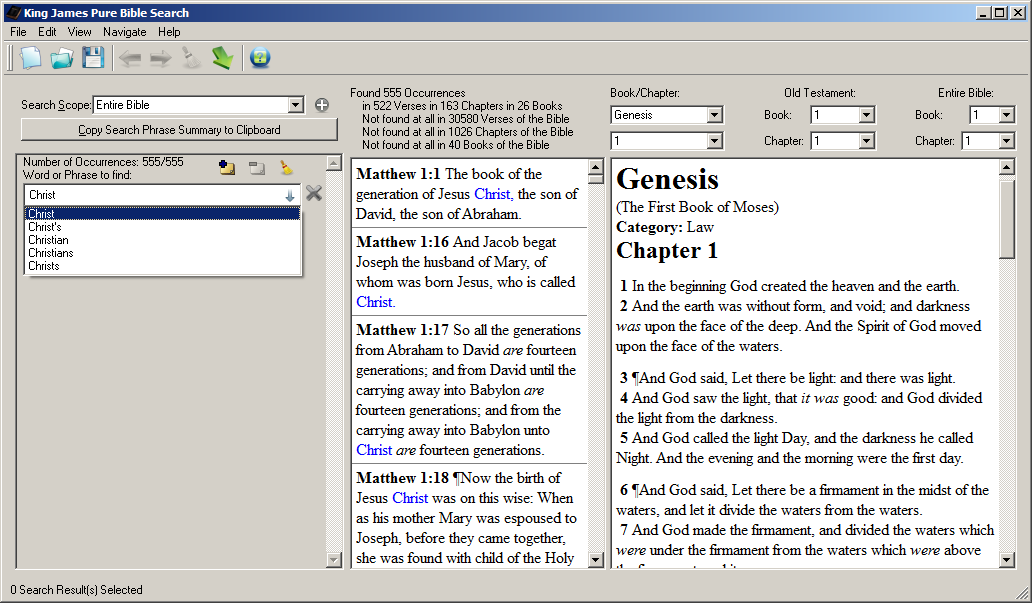 King James Pure Bible Search
File Edit View Navigate Help
Search Scope: Entire Bible
Copy Search Phrase Summary to Clipboard
Number of Occurrences: 555/555
Word or Phrase to find:
Christ
Christ
Christ's
Christian
Christians
Christs
Found 555 Occurrences
in 522 Verses in 163 Chapters in 26 Books
Not found at all in 30580 Verses of the Bible
Not found at all in 1026 Chapters of the Bible
Not found at all in 40 Books of the Bible
Matthew 1:1 The book of the
generation of Jesus Christ, the son of
David, the son of Abraham.
Matthew 1:16 And Jacob begat
Joseph the husband of Mary, of
whom was born Jesus, who is called
Christ.
Matthew 1:17 So all the generations
from Abraham to David are fourteen
generations; and from David until the
carrying away into Babylon are
fourteen generations; and from the
carrying away into Babylon unto
Christ are fourteen generations.
Matthew 1:18 ¶Now the birth of
Jesus Christ was on this wise: When
as his mother Mary was espoused to
Joseph, before they came together,
she was found with child of the Holy
Book/Chapter: Old Testament: Entire Bible:
Genesis Book: 1 Book: 1
1 Chapter: 1 Chapter: 1
Genesis
(The First Book of Moses)
Category: Law
Chapter 1
1 In the beginning God created the heaven and the earth.
2 And the earth was without form, and void; and darkness
was upon the face of the deep. And the Spirit of God moved
upon the face of the waters.
3 ¶And God said, Let there be light: and there was light.
4 And God saw the light, that it was good: and God divided
the light from the darkness.
5 And God called the light Day, and the darkness he called
Night. And the evening and the morning were the first day.
6 ¶And God said, Let there be a firmament in the midst of the
waters, and let it divide the waters from the waters.
7 And God made the firmament, and divided the waters which
were under the firmament from the waters which were above
0 Search Result(s) Selected